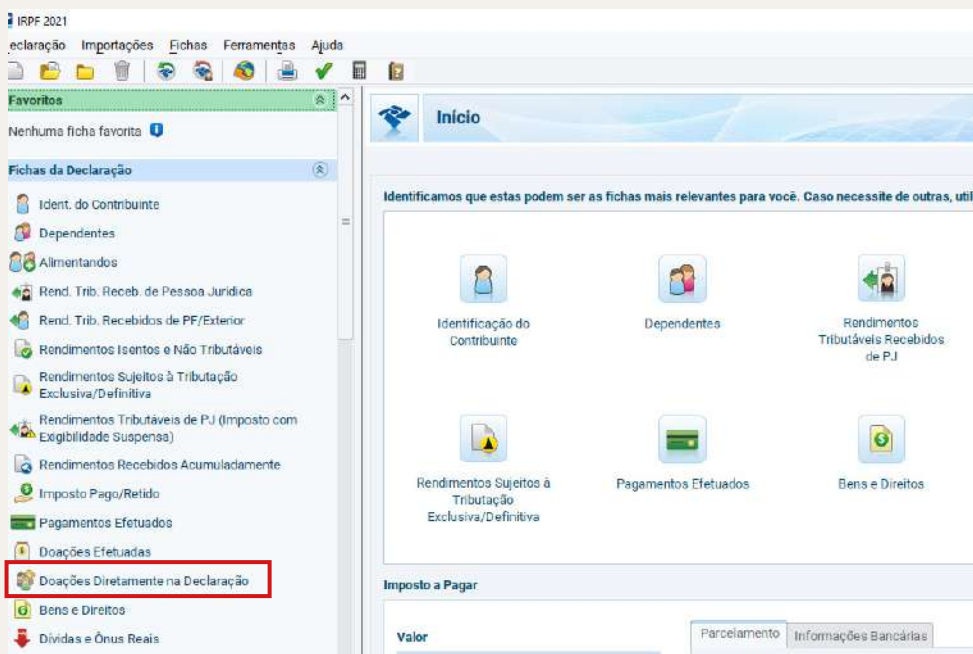 IRPF 2021
eclaração Importações Fichas Ferramentas Ajuda
Favoritos
Nenhuma ficha favorita
Fichas da Declaração
Ident. do Contribuinte
Dependentes
Alimentandos
Rend. Trib. Receb. de Pessoa Jurídica
Rend. Trib. Recebidos de PF/Exterior
Rendimentos Isentos e Não Tributáveis
Rendimentos Sujeitos à Tributação
Exclusiva/Definitiva
Rendimentos Tributáveis de PJ (Imposto com
Exigibilidade Suspensa)
Rendimentos Recebidos Acumuladamente
Imposto Pago/Retido
Pagamentos Efetuados
Doações Efetuadas
Doações Diretamente na Declaração
Bens e Direitos
Dívidas e Ônus Reais
Início
Identificamos que estas podem ser as fichas mais relevantes para você. Caso necessite de outras, util
Identificação do
Contribuinte
Dependentes
Rendimentos
Tributáveis Recebidos
de PJ
Rendimentos Sujeitos à
Tributação
Exclusiva/Definitiva
Pagamentos Efetuados
Bens e Direitos
Imposto a Pagar
Valor
Parcelamento
Informações Bancárias